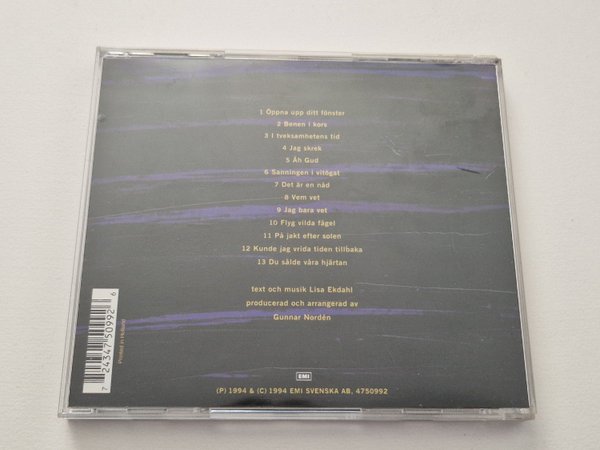 1 Öppna upp ditt fönster
2 Benen i kors
3 I tveksamhetens tid
4 Jag skrek
5 Åh Gud
6 Sanningen i vitögat
7 Det är en nåd
8 Vem vet
9 Jag bara vet
10 Flyg vilda fågel
11 På jakt efter solen
12 Kunde jag vrida tiden tillbaka
13 Du sålde våra hjärtan
text och musik Lisa Ekdahl
producerad och arrangerad av
Gunnar Nordén
7 24347 50992 6
Printed in Holland
EMI
(P) 1994 & (C) 1994 EMI SVENSKA AB, 4750992